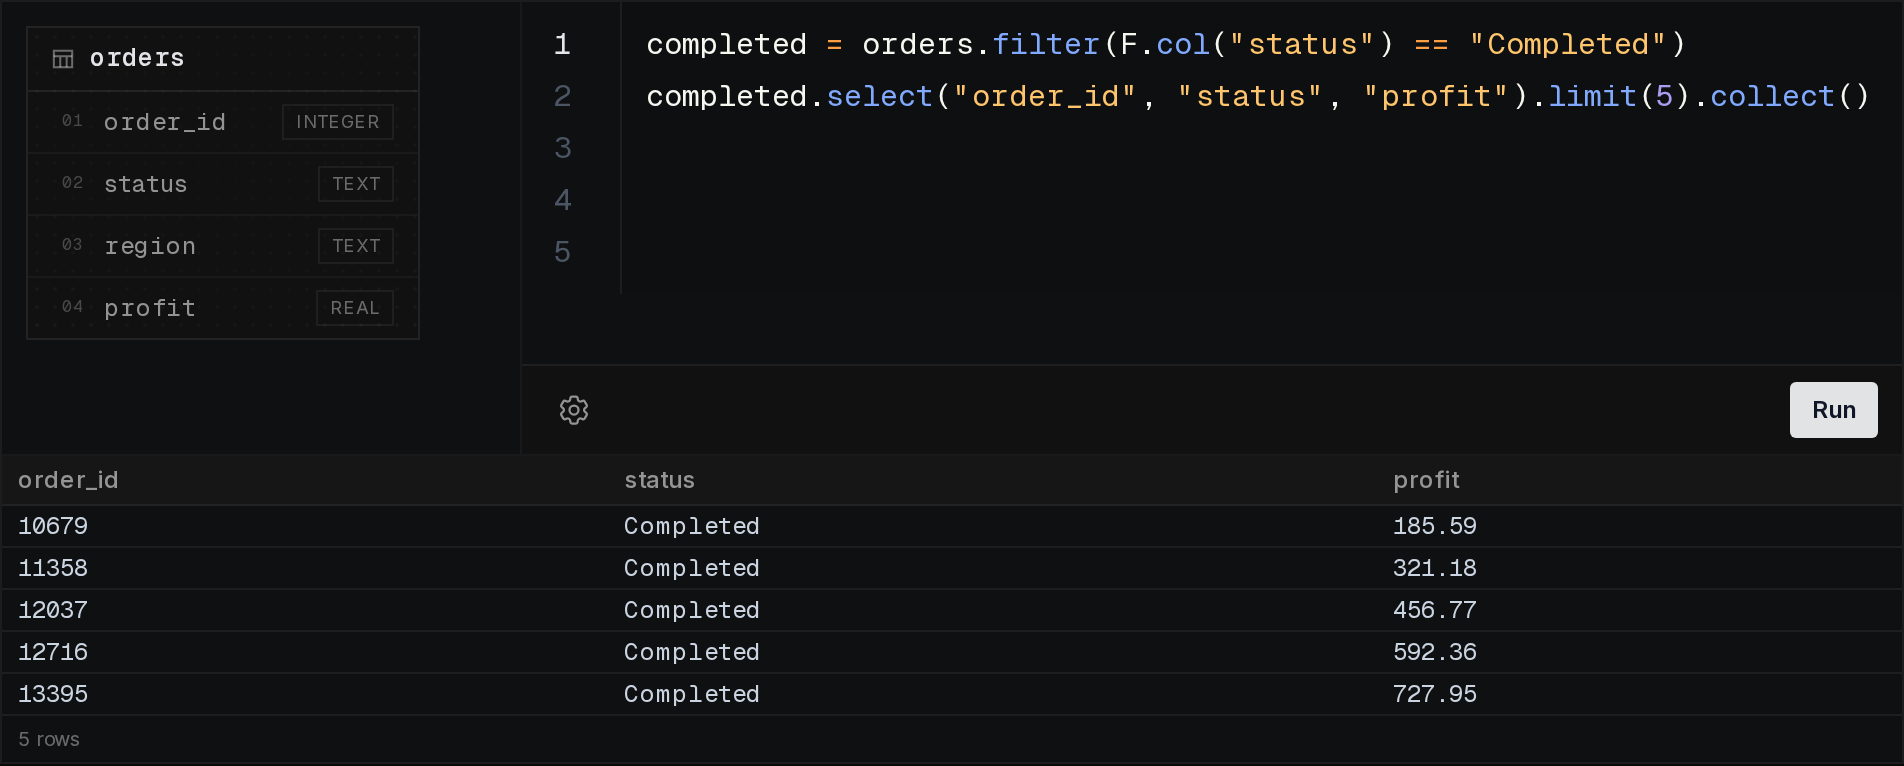 orders
01 order_id INTEGER
02 status TEXT
03 region TEXT
04 profit REAL
1 completed = orders.filter(F.col("status") == "Completed")
2 completed.select("order_id", "status", "profit").limit(5).collect()
3
4
5
Run
order_id status profit
10679 Completed 185.59
11358 Completed 321.18
12037 Completed 456.77
12716 Completed 592.36
13395 Completed 727.95
5 rows